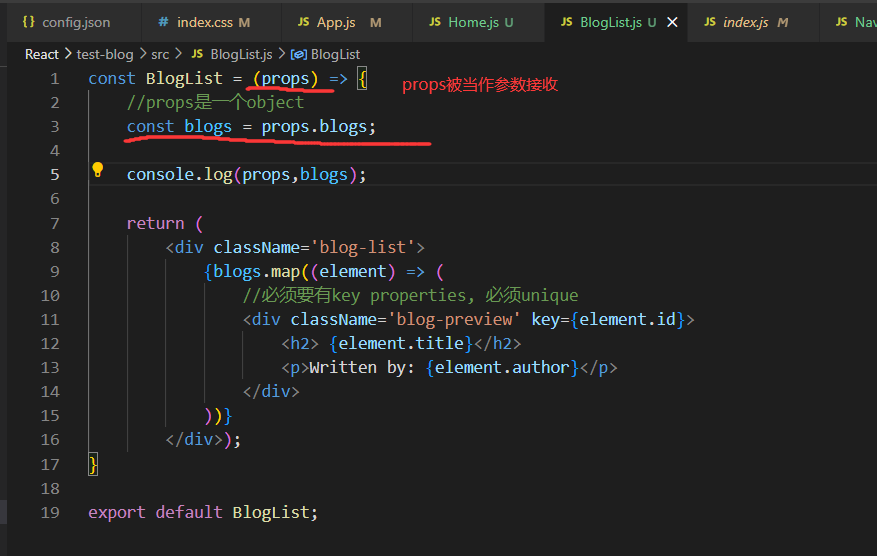 {} config.json # index.css M JS App.js M JS Home.js U JS BlogList.js U × JS index.js M JS Nav
React > test-blog > src > JS BlogList.js > BlogList
1 const BlogList = (props) => { props被当作参数接收
2 //props是一个object
3 const blogs = props.blogs;
4
5 console.log(props,blogs);
6
7 return (
8 <div className='blog-list'>
9 {blogs.map((element) => (
10 //必须要有key properties, 必须unique
11 <div className='blog-preview' key={element.id}>
12 <h2> {element.title}</h2>
13 <p>Written by: {element.author}</p>
14 </div>
15 ))}
16 </div>);
17 }
18
19 export default BlogList;